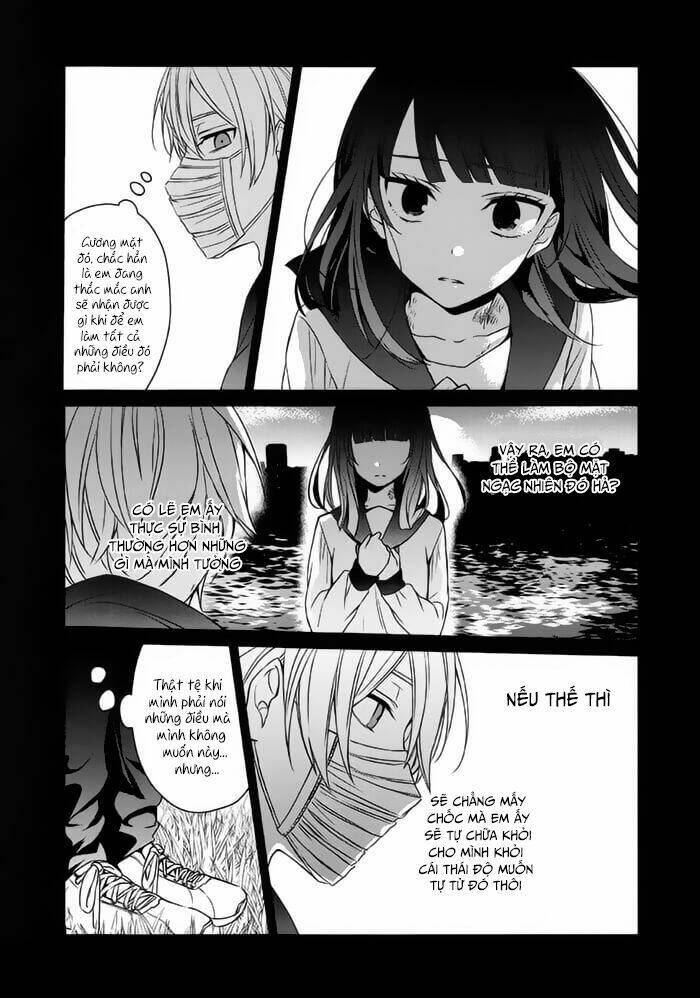 Gương mặt
đó, chắc hẳn
là em đang
thắc mắc anh
sẽ nhận được
gì khi để em
làm tất cả
những điều đó
phải không?
VẬY RA, EM CÓ
THỂ LÀM BỘ MẶT
NGẠC NHIÊN ĐÓ HẢ?
CÓ LẼ EM ẤY
THỰC SỰ BÌNH
THƯỜNG HƠN NHỮNG
GÌ MÀ MÌNH TƯỞNG
Thật tệ khi
mình phải nói
những điều mà
mình không
muốn này...
nhưng...
NẾU THẾ THÌ
SẼ CHẲNG MẤY
CHỐC MÀ EM ẤY
SẼ TỰ CHỮA KHỎI
CHO MÌNH KHỎI
CÁI THÁI ĐỘ MUỐN
TỰ TỬ ĐÓ THÔI